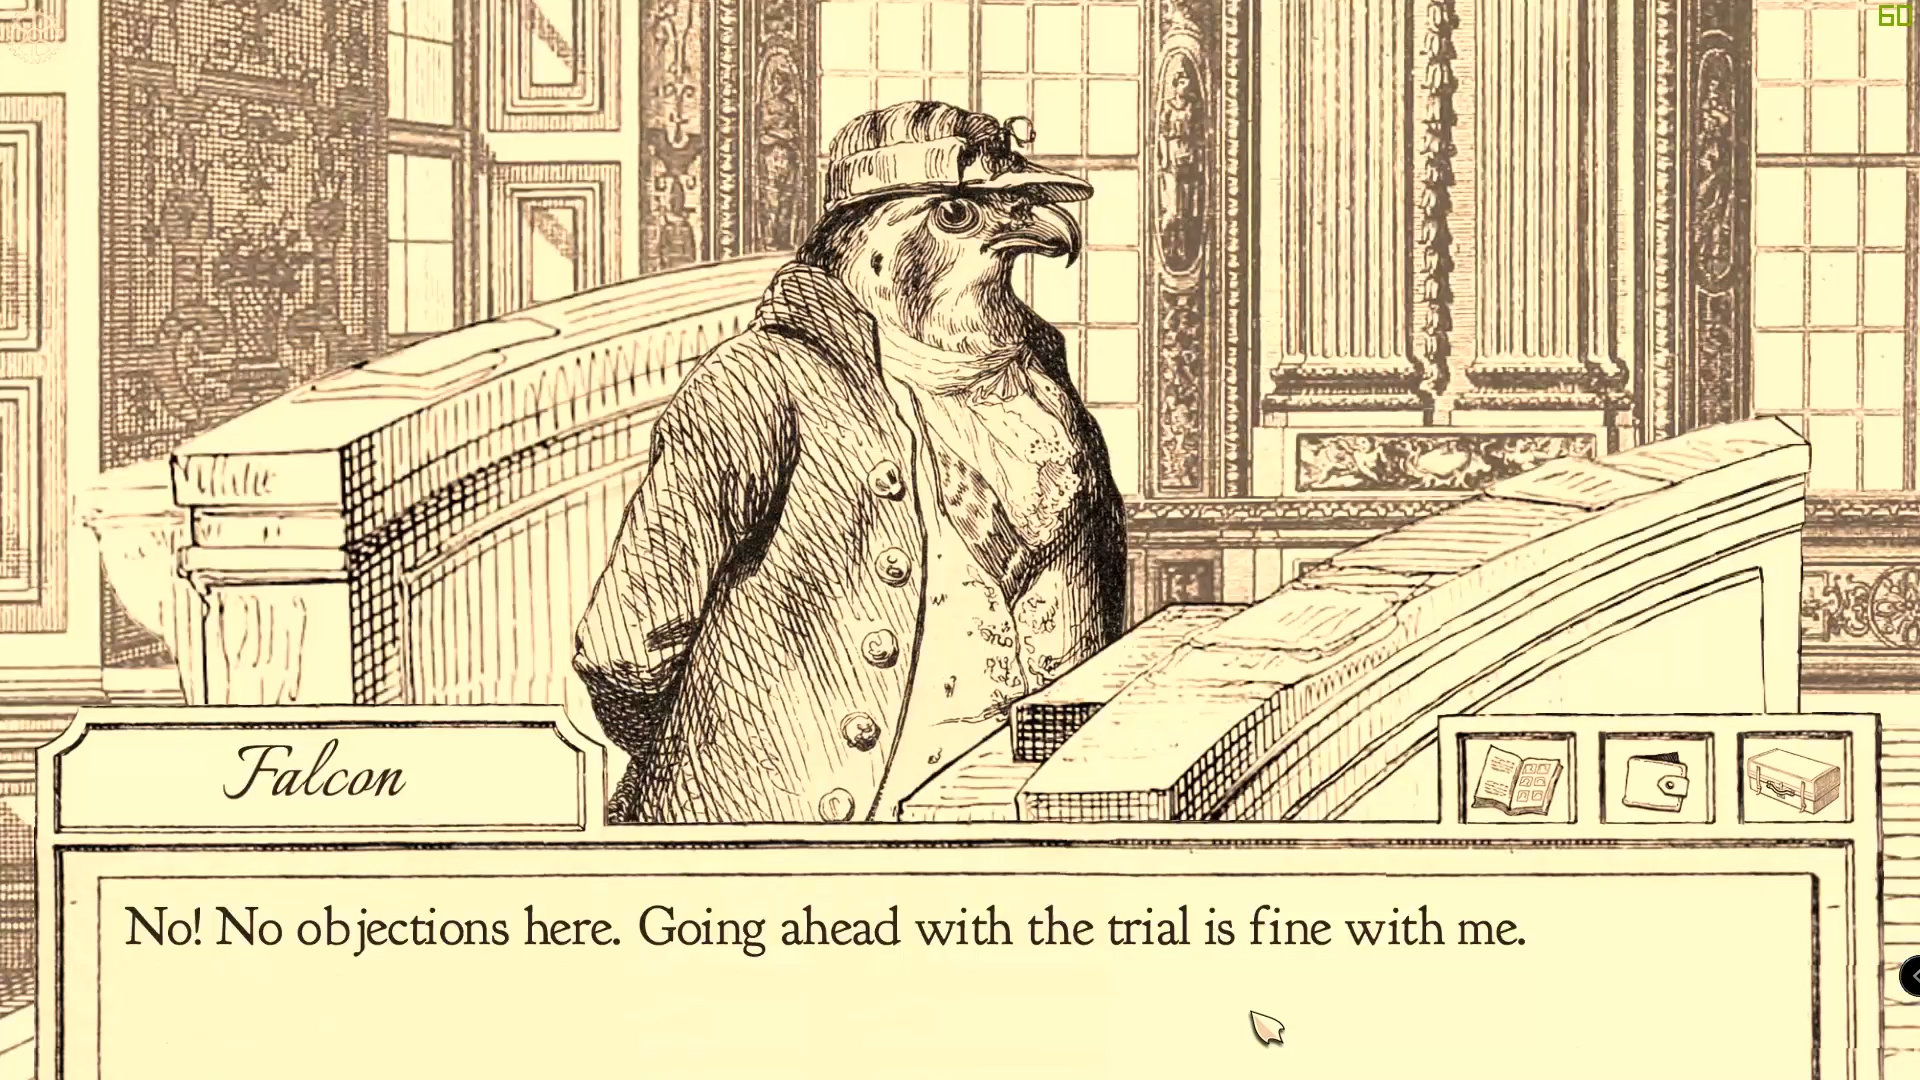 60
Falcon
No! No objections here. Going ahead with the trial is fine with me.